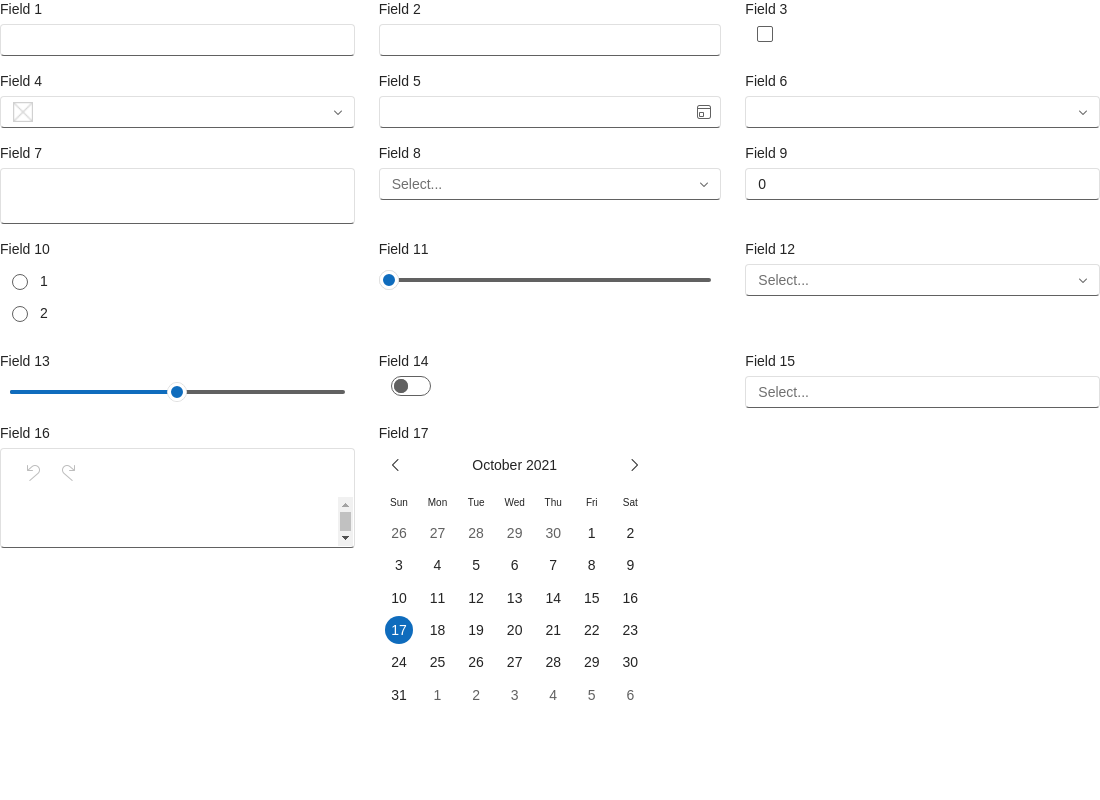 Field 1
Field 2
Field 3
Field 4
Field 5
Field 6
Field 7
Field 8
Select...
Field 9
0
Field 10
1
2
Field 11
Field 12
Select...
Field 13
Field 14
Field 15
Select...
Field 16
Field 17
October 2021
Sun Mon Tue Wed Thu Fri Sat
26 27 28 29 30 1 2
3 4 5 6 7 8 9
10 11 12 13 14 15 16
17 18 19 20 21 22 23
24 25 26 27 28 29 30
31 1 2 3 4 5 6